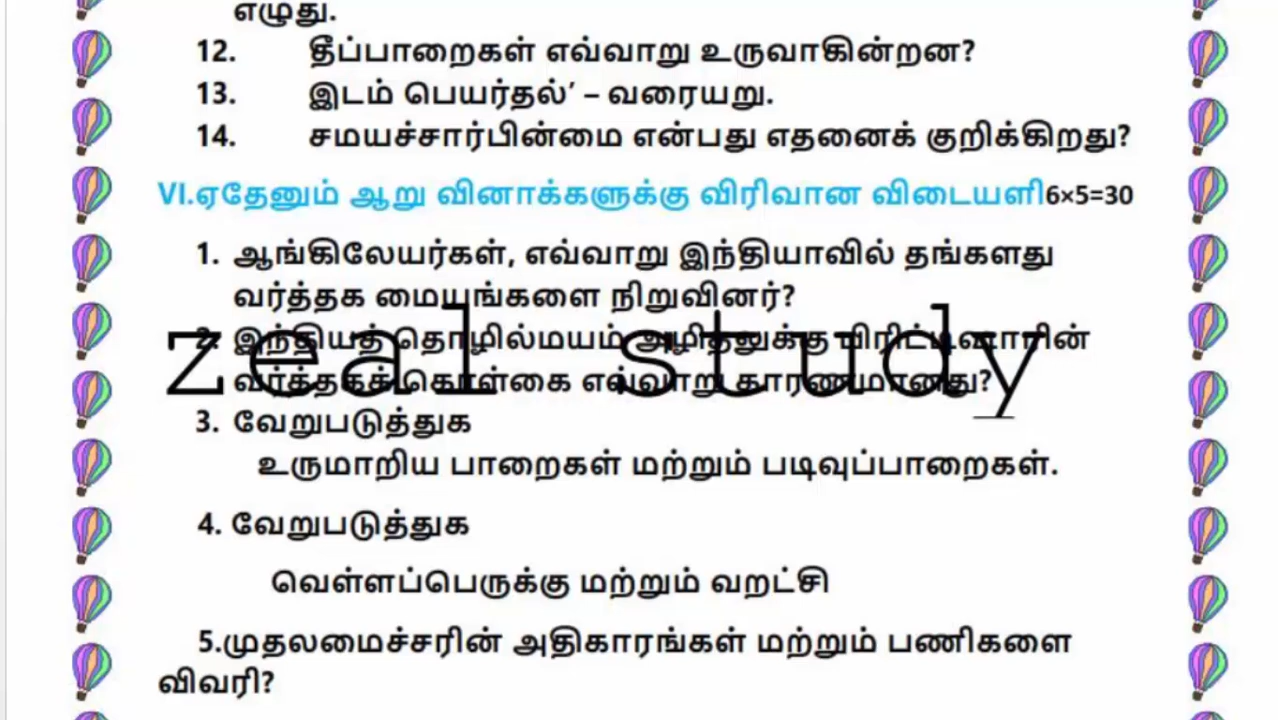 எழுது.
12. தீப்பாறைகள் எவ்வாறு உருவாகின்றன?
13. இடம் பெயர்தல்’ – வரையறு.
14. சமயச்சார்பின்மை என்பது எதனைக் குறிக்கிறது?
VI.ஏதேனும் ஆறு வினாக்களுக்கு விரிவான விடையளி 6×5=30
1. ஆங்கிலேயர்கள், எவ்வாறு இந்தியாவில் தங்களது
வர்த்தக மையங்களை நிறுவினர்?
2. இந்தியத் தொழில்மயம் அழிதலுக்கு பிரிட்டிஷாரின்
வர்த்தகக் கொள்கை எவ்வாறு காரணமானது?
zeal study
3. வேறுபடுத்துக
உருமாறிய பாறைகள் மற்றும் படிவுப்பாறைகள்.
4. வேறுபடுத்துக
வெள்ளப்பெருக்கு மற்றும் வறட்சி
5.முதலமைச்சரின் அதிகாரங்கள் மற்றும் பணிகளை
விவரி?